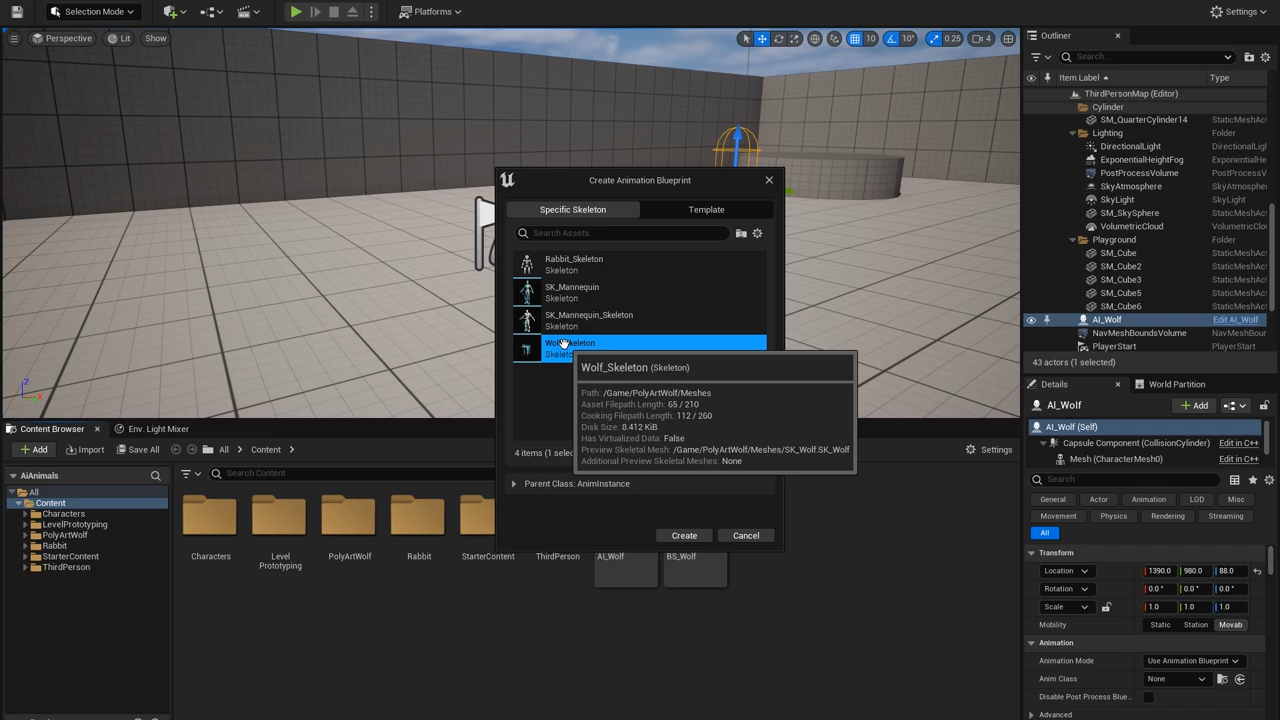 Selection Mode
Platforms
Settings
Perspective
Lit
Show
10
10°
0.25
4
Outliner
Search...
Item Label
Type
ThirdPersonMap (Editor)
Cylinder
SM_QuarterCylinder14
StaticMeshAct
Lighting
Folder
DirectionalLight
DirectionalLigh
ExponentialHeightFog
ExponentialHe
PostProcessVolume
PostProcessV
SkyAtmosphere
SkyAtmospher
SkyLight
SkyLight
SM_SkySphere
StaticMeshAct
VolumetricCloud
VolumetricClou
Playground
Folder
SM_Cube
StaticMeshAct
SM_Cube2
StaticMeshAct
SM_Cube3
StaticMeshAct
SM_Cube5
StaticMeshAct
SM_Cube6
StaticMeshAct
AI_Wolf
Edit AI_Wolf
NavMeshBoundsVolume
NavMeshBoun
PlayerStart
PlayerStart
43 actors (1 selected)
Create Animation Blueprint
Specific Skeleton
Template
Search Assets
Rabbit_Skeleton
Skeleton
SK_Mannequin
Skeleton
SK_Mannequin_Skeleton
Skeleton
Wolf_Skeleton
Skeleto
Wolf_Skeleton (Skeleton)
Path: /Game/PolyArtWolf/Meshes
Asset Filepath Length: 65 / 210
Cooking Filepath Length: 112 / 260
Disk Size: 8.412 KiB
Has Virtualized Data: False
Preview Skeletal Mesh: /Game/PolyArtWolf/Meshes/SK_Wolf.SK_Wolf
Additional Preview Skeletal Meshes: None
4 items (1 selec
Parent Class: AnimInstance
Create
Cancel
Details
World Partition
AI_Wolf
Add
AI_Wolf (Self)
Capsule Component (CollisionCylinder)
Edit in C++
Mesh (CharacterMesh0)
Edit in C++
Search
General
Actor
Animation
LOD
Misc
Movement
Physics
Rendering
Streaming
All
Transform
Location
1390.0
980.0
88.0
Rotation
0.0 °
0.0 °
0.0 °
Scale
1.0
1.0
1.0
Mobility
Static
Station
Movab
Animation
Animation Mode
Use Animation Blueprint
Anim Class
None
Disable Post Process Blue...
Advanced
Content Browser
Env. Light Mixer
Add
Import
Save All
All
Content
Settings
AiAnimals
Search Content
All
Content
Characters
LevelPrototyping
PolyArtWolf
Rabbit
StarterContent
ThirdPerson
Characters
Level
Prototyping
PolyArtWolf
Rabbit
StarterContent
ThirdPerson
AI_Wolf
BS_Wolf